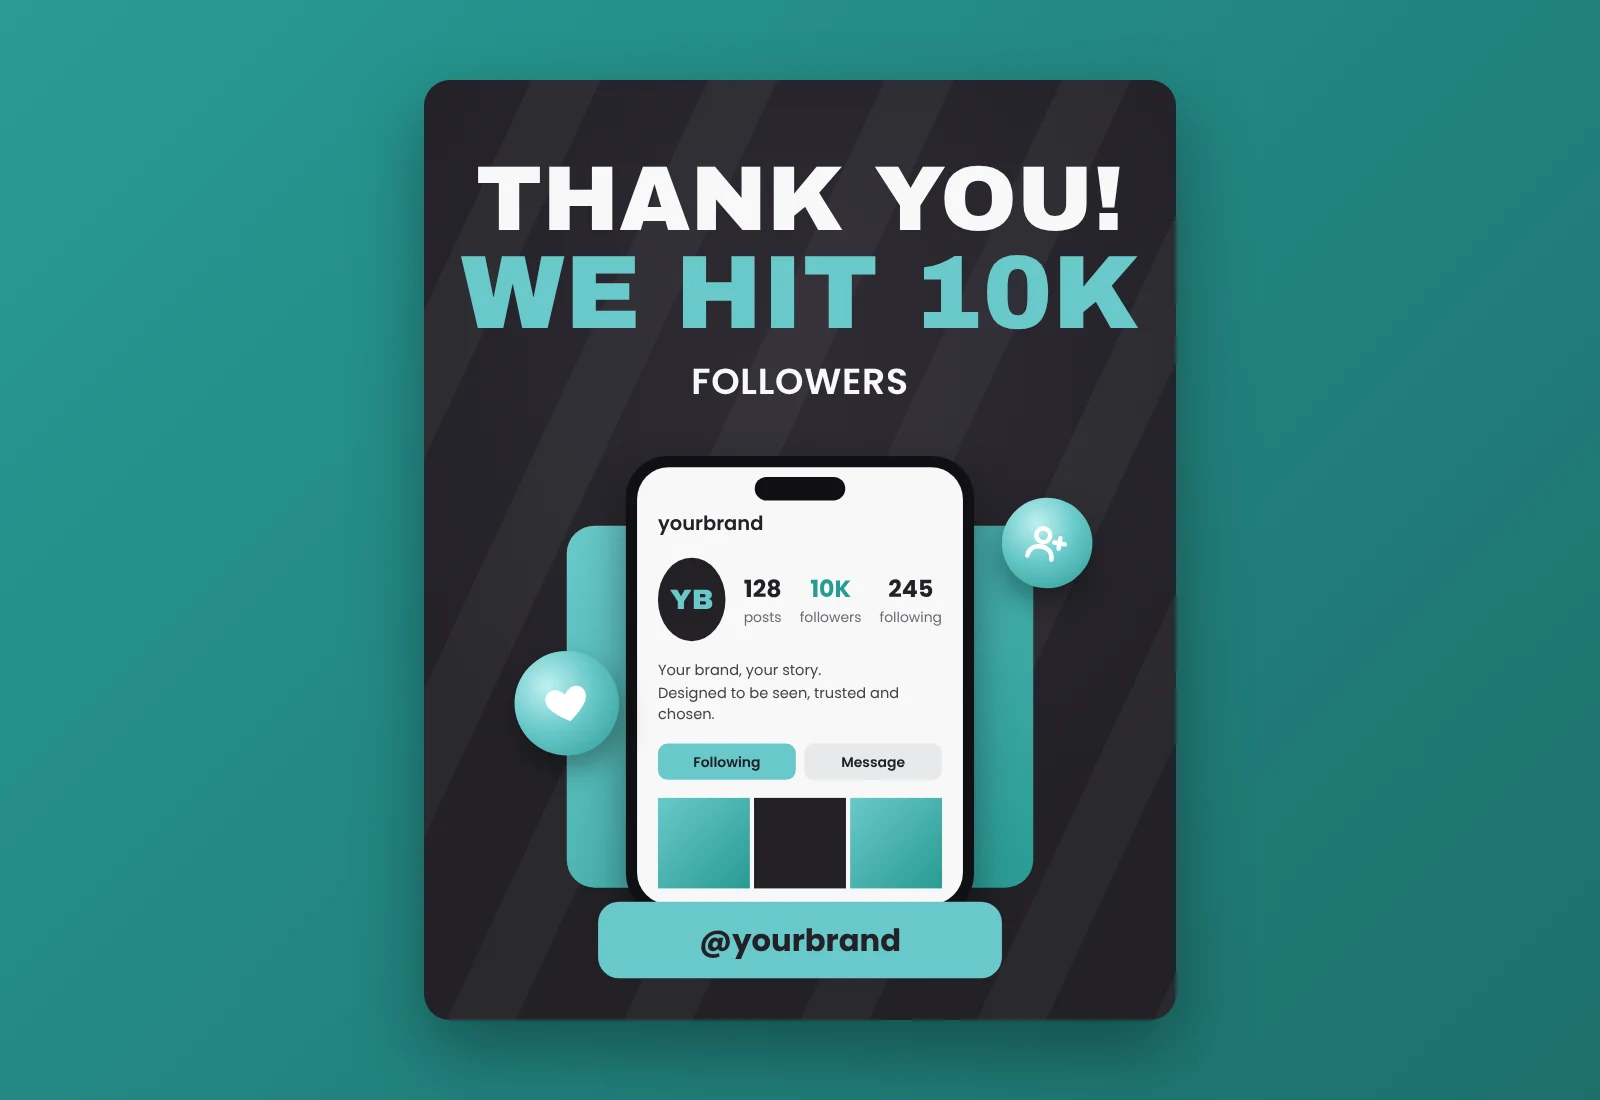 THANK YOU!
WE HIT 10K
FOLLOWERS
yourbrand
YB
128 10K 245
posts followers following
Your brand, your story.
Designed to be seen, trusted and
chosen.
Following Message
@yourbrand